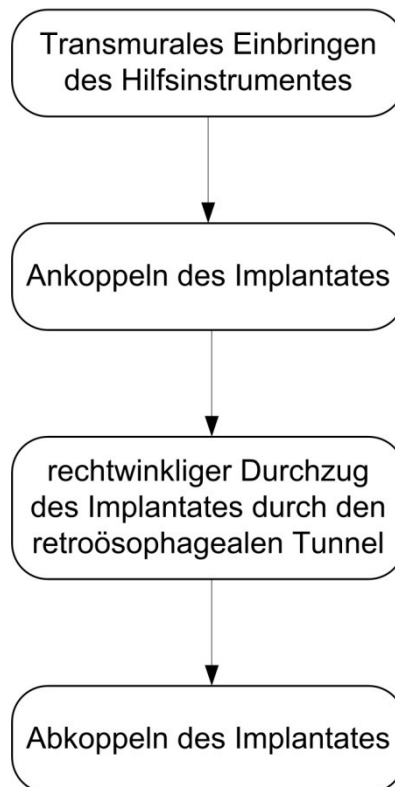 Transmurales Einbringen
des Hilfsinstrumentes
Ankoppeln des Implantates
rechtwinkliger Durchzug
des Implantates durch den
retroösophagealen Tunnel
Abkoppeln des Implantates